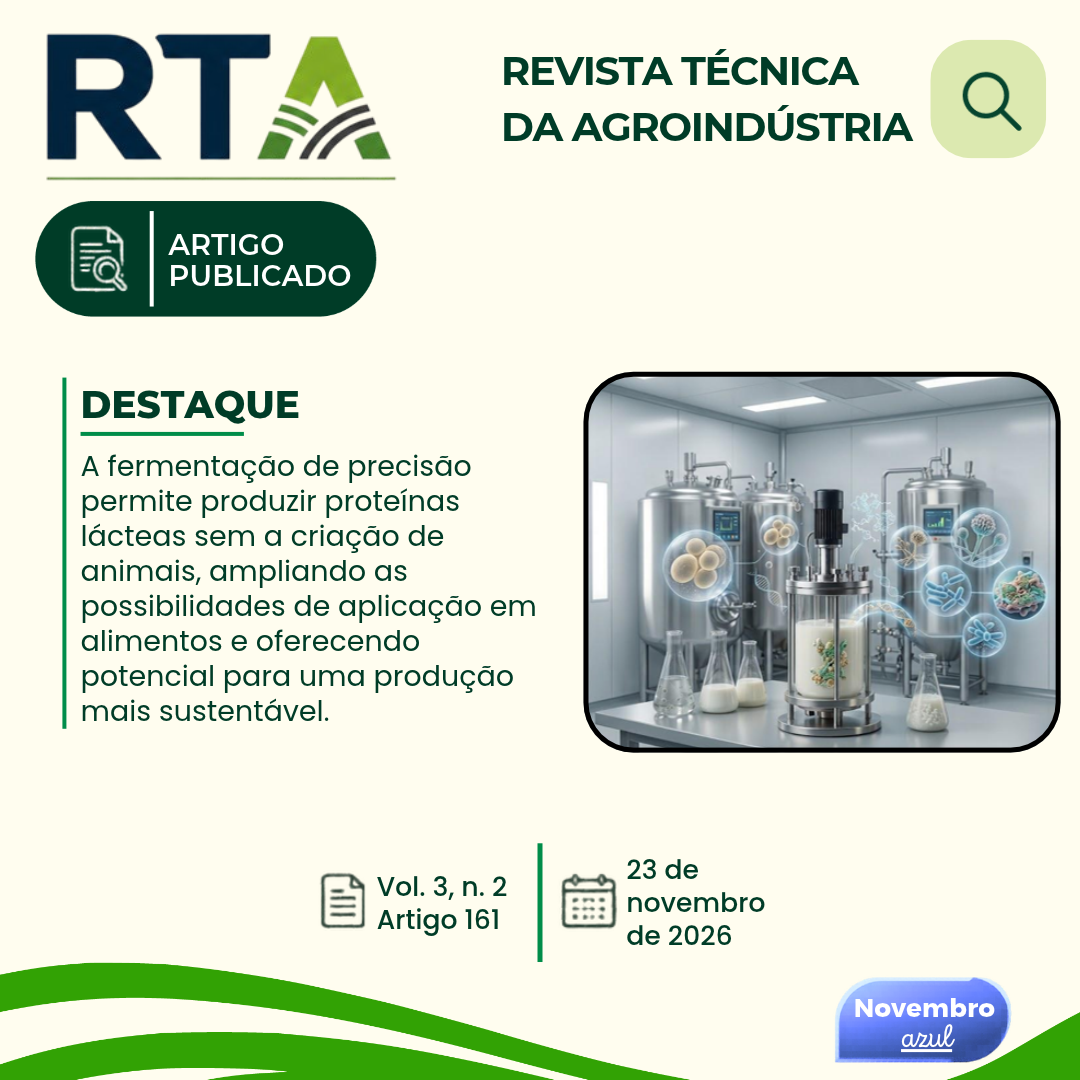 RTA
REVISTA TÉCNICA
DA AGROINDÚSTRIA
ARTIGO
PUBLICADO
DESTAQUE
A fermentação de precisão
permite produzir proteínas
lácteas sem a criação de
animais, ampliando as
possibilidades de aplicação em
alimentos e oferecendo
potencial para uma produção
mais sustentável.
Vol. 3, n. 2
Artigo 161
23 de
novembro
de 2026
Novembro
azul